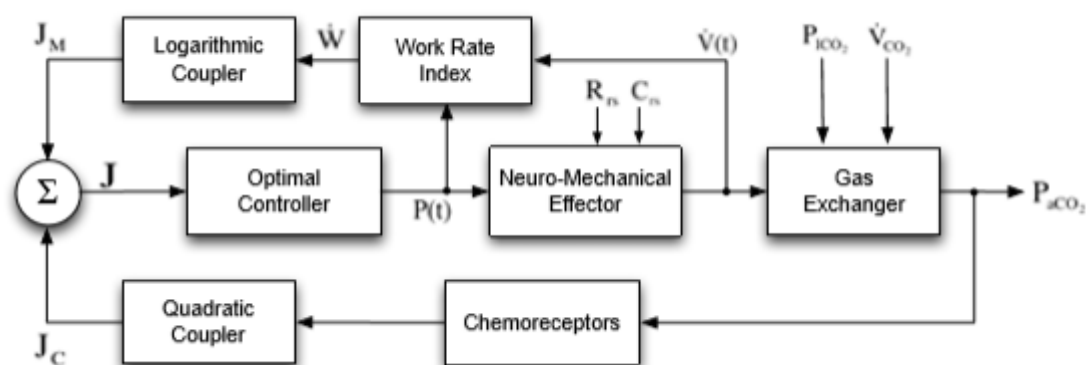 J_M
Logarithmic
Coupler
Ẇ
Work Rate
Index
V̇(t)
P_ICO₂
V̇_CO₂
R_rs
C_rs
Σ
J
Optimal
Controller
P(t)
Neuro-Mechanical
Effector
Gas
Exchanger
P_aCO₂
J_C
Quadratic
Coupler
Chemoreceptors